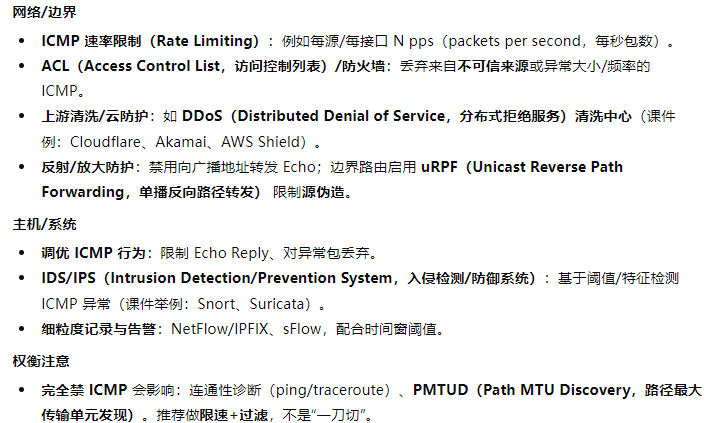 网络/边界
• ICMP 速率限制（Rate Limiting）：例如每源/每接口 N pps（packets per second，每秒包数）。
• ACL（Access Control List，访问控制列表）/防火墙：丢弃来自不可信来源或异常大小/频率的
ICMP。
• 上游清洗/云防护：如 DDoS（Distributed Denial of Service，分布式拒绝服务）清洗中心（课件
例：Cloudflare、Akamai、AWS Shield）。
• 反射/放大防护：禁用向广播地址转发 Echo；边界路由启用 uRPF（Unicast Reverse Path
Forwarding，单播反向路径转发） 限制源伪造。
主机/系统
• 调优 ICMP 行为：限制 Echo Reply、对异常包丢弃。
• IDS/IPS（Intrusion Detection/Prevention System，入侵检测/防御系统）：基于阈值/特征检测
ICMP 异常（课件举例：Snort、Suricata）。
• 细粒度记录与告警：NetFlow/IPFIX、sFlow，配合时间窗阈值。
权衡注意
• 完全禁 ICMP 会影响：连通性诊断（ping/traceroute）、PMTUD（Path MTU Discovery，路径最大
传输单元发现）。推荐做限速+过滤，不是“一刀切”。